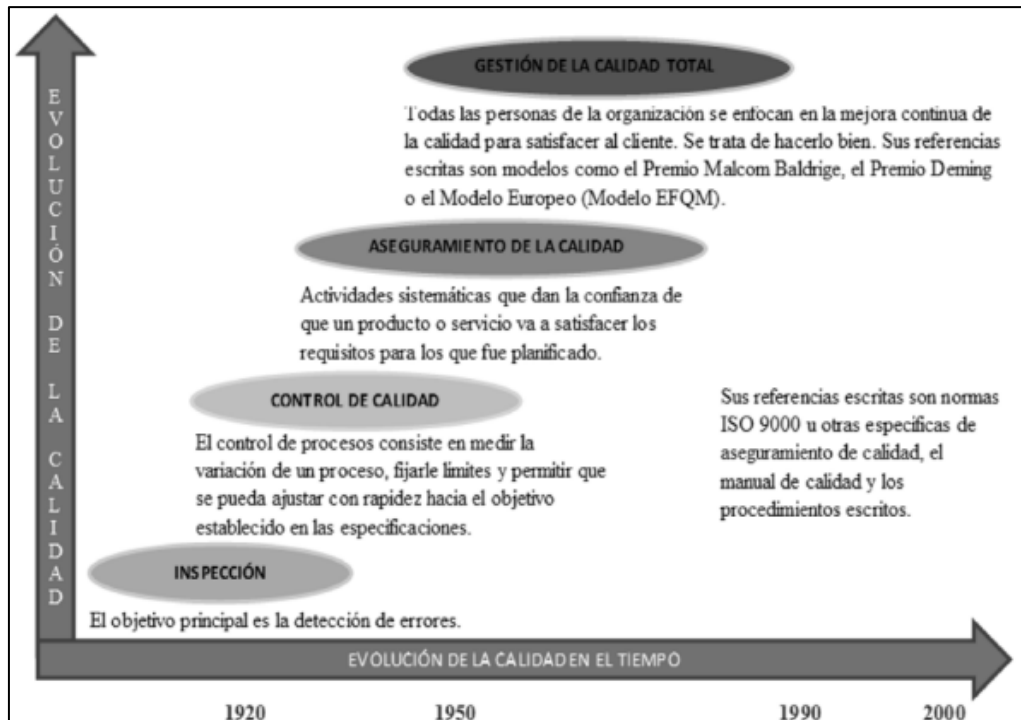 EVOLUCIÓN DE LA CALIDAD
GESTIÓN DE LA CALIDAD TOTAL
Todas las personas de la organización se enfocan en la mejora continua de
la calidad para satisfacer al cliente. Se trata de hacerlo bien. Sus referencias
escritas son modelos como el Premio Malcom Baldrige, el Premio Deming
o el Modelo Europeo (Modelo EFQM).
ASEGURAMIENTO DE LA CALIDAD
Actividades sistemáticas que dan la confianza de
que un producto o servicio va a satisfacer los
requisitos para los que fue planificado.
CONTROL DE CALIDAD
El control de procesos consiste en medir la
variación de un proceso, fijarle limites y permitir que
se pueda ajustar con rapidez hacia el objetivo
establecido en las especificaciones.
Sus referencias escritas son normas
ISO 9000 u otras especificas de
aseguramiento de calidad, el
manual de calidad y los
procedimientos escritos.
INSPECCIÓN
El objetivo principal es la detección de errores.
EVOLUCIÓN DE LA CALIDAD EN EL TIEMPO
1920 1950 1990 2000